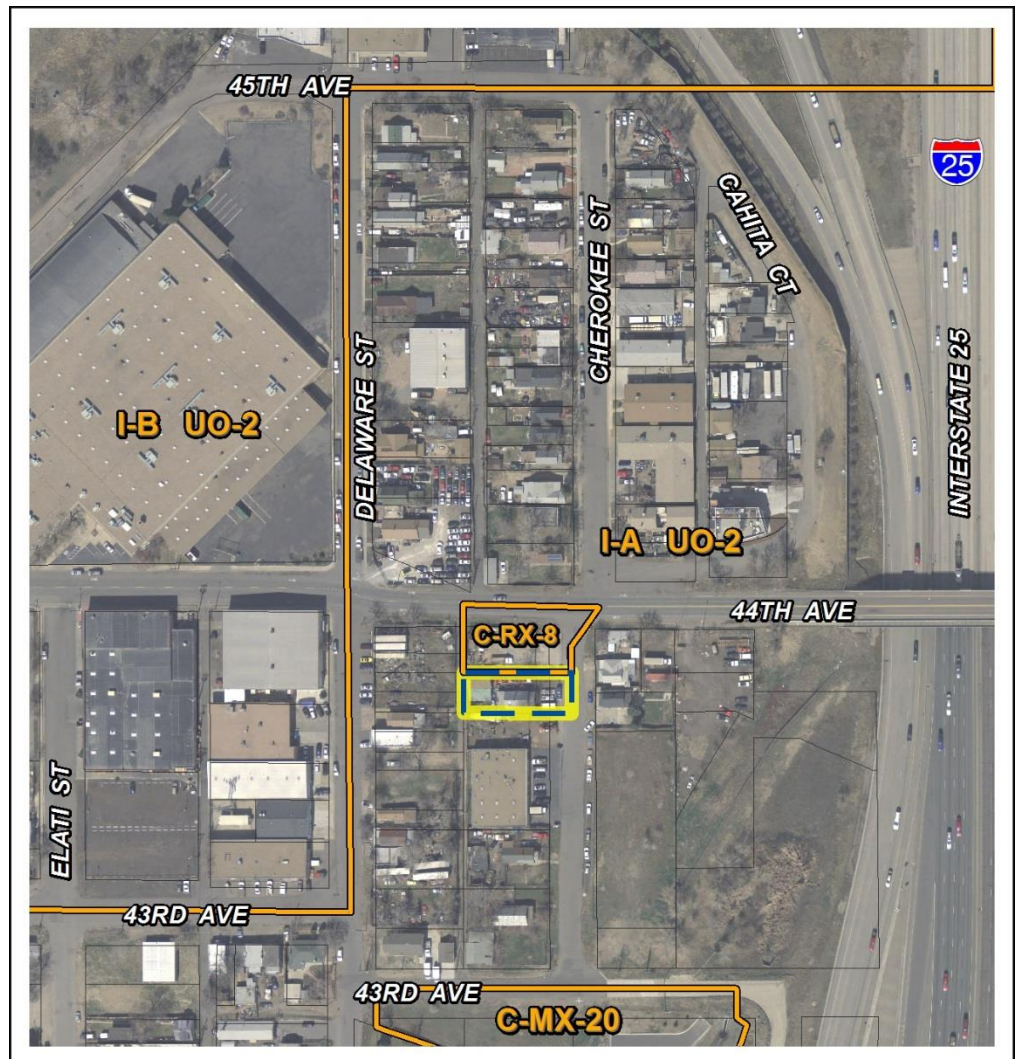 45TH AVE
25
CAHITA CT
CHEROKEE ST
DELAWARE ST
INTERSTATE 25
I-B UO-2
I-A UO-2
44TH AVE
C-RX-8
ELATI ST
43RD AVE
43RD AVE
C-MX-20